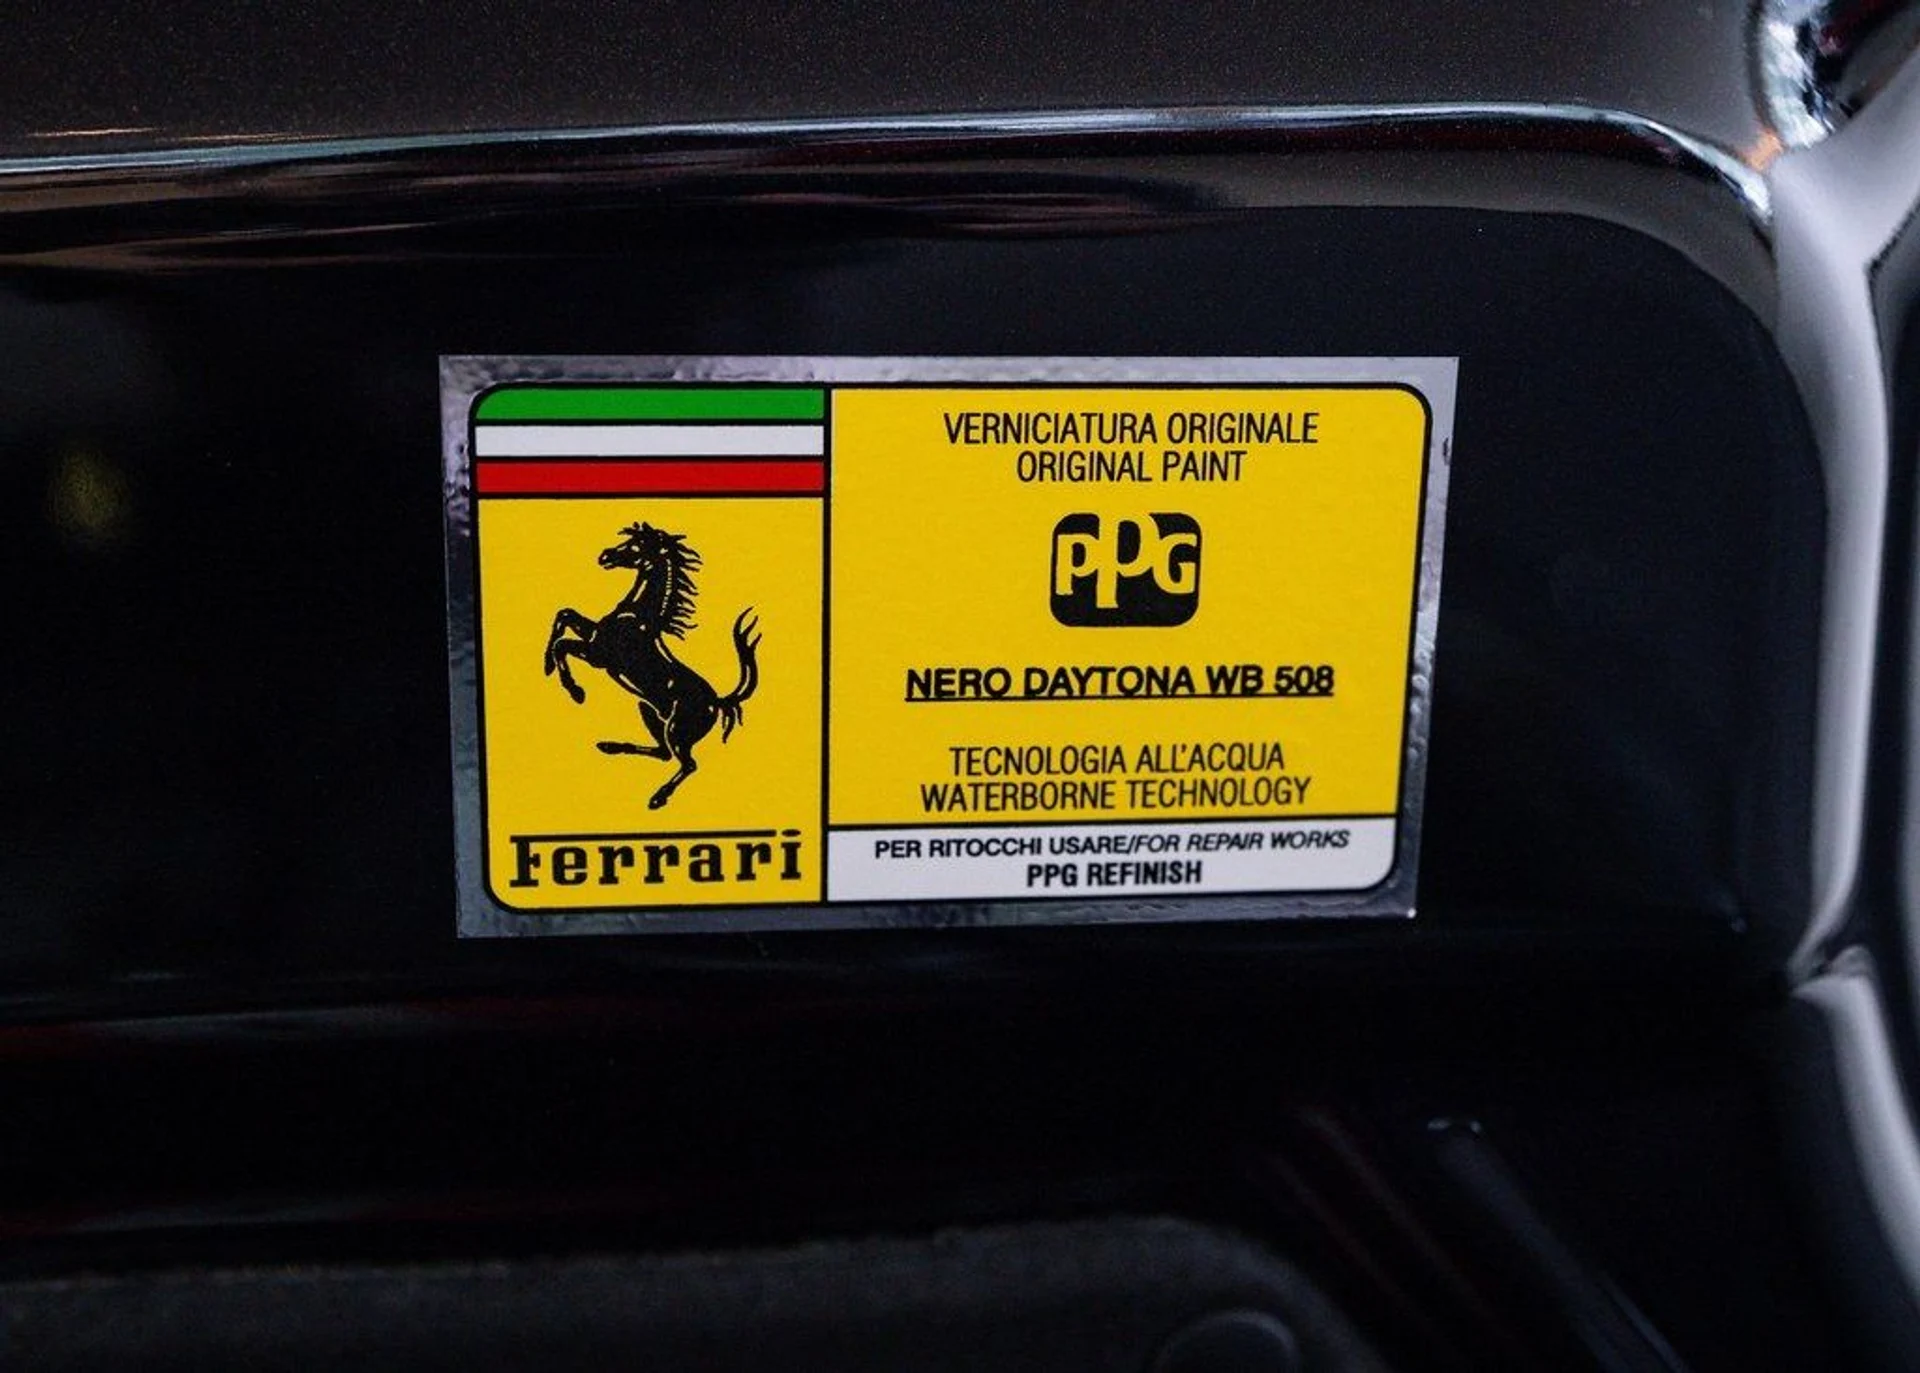 VERNICIATURA ORIGINALE
ORIGINAL PAINT
PPG
NERO DAYTONA WB 508
TECNOLOGIA ALL'ACQUA
WATERBORNE TECHNOLOGY
PER RITOCCHI USARE/FOR REPAIR WORKS
PPG REFINISH
Ferrari